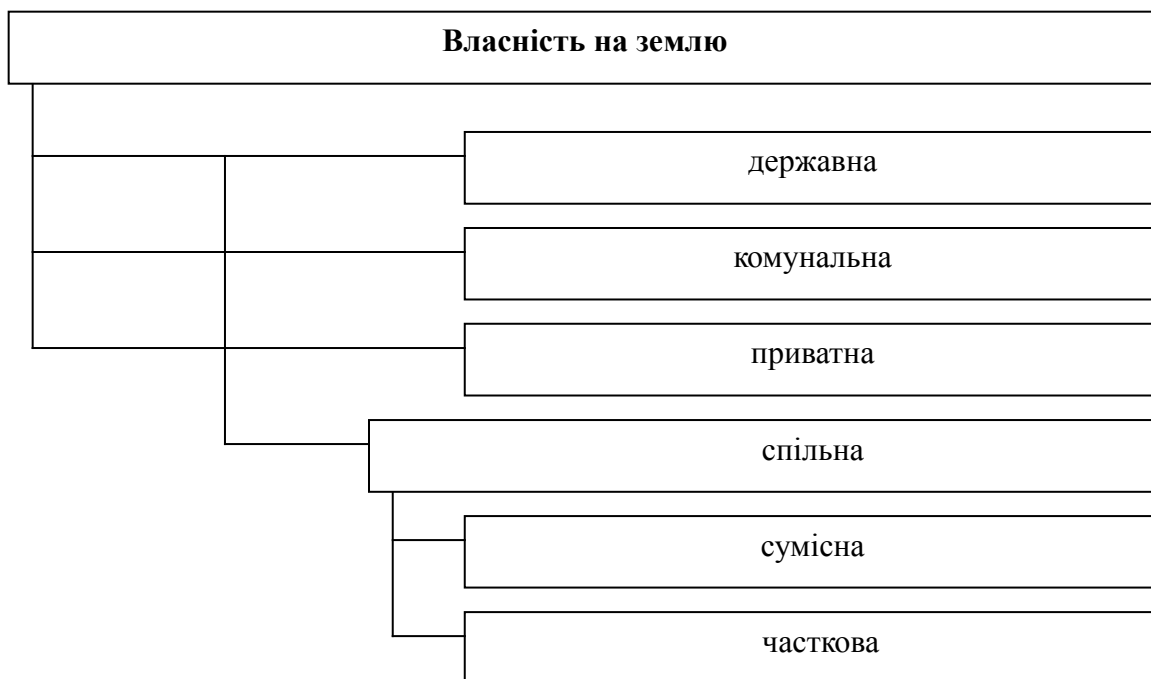 Власність на землю
державна
комунальна
приватна
спільна
сумісна
часткова